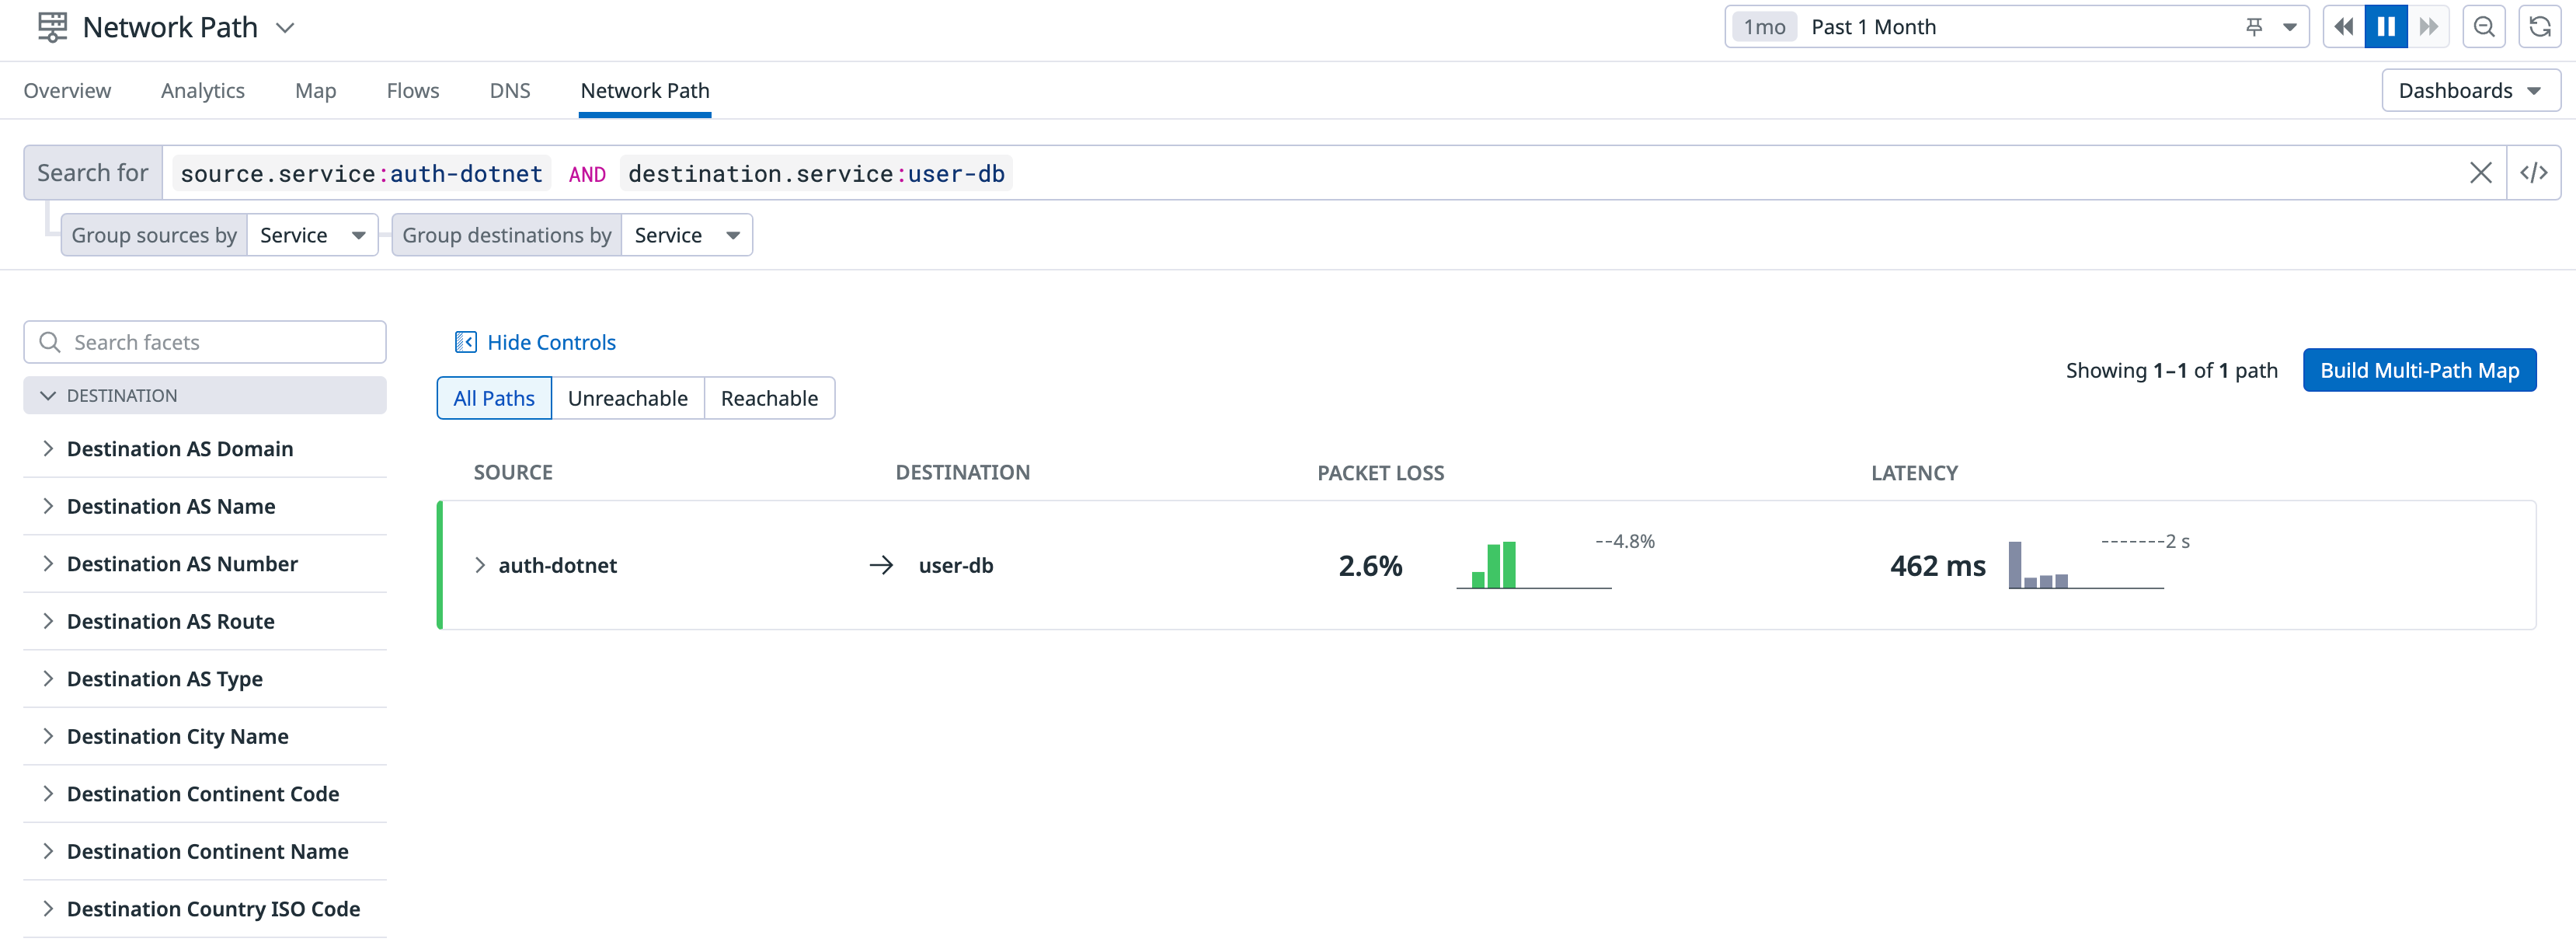 Network Path
1mo Past 1 Month
Overview Analytics Map Flows DNS Network Path
Dashboards
Search for source.service:auth-dotnet AND destination.service:user-db </>
Group sources by Service Group destinations by Service
Search facets
DESTINATION
Destination AS Domain
Destination AS Name
Destination AS Number
Destination AS Route
Destination AS Type
Destination City Name
Destination Continent Code
Destination Continent Name
Destination Country ISO Code
Hide Controls
All Paths Unreachable Reachable
Showing 1–1 of 1 path
Build Multi-Path Map
SOURCE DESTINATION PACKET LOSS LATENCY
auth-dotnet → user-db 2.6% 4.8% 462 ms 2 s